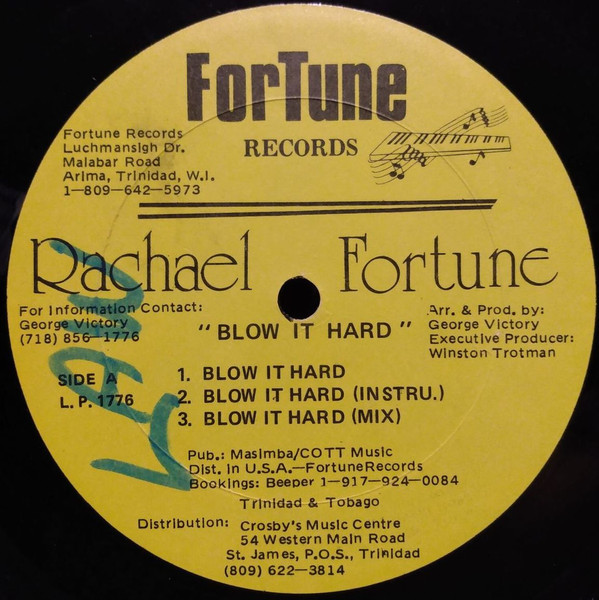 ForTune
RECORDS
Fortune Records
Luchmansigh Dr.
Malabar Road
Arima, Trinidad, W.I.
1—809—642—5973
Rachael Fortune
For Information Contact:
George Victory
(718) 856—1776
"BLOW IT HARD"
Arr. & Prod. by:
George Victory
Executive Producer:
Winston Trotman
SIDE A
L.P. 1776
1. BLOW IT HARD
2. BLOW IT HARD (INSTRU.)
3. BLOW IT HARD (MIX)
Pub.: Masimba/COTT Music
Dist. In U.S.A.—FortuneRecords
Bookings: Beeper 1—917—924—0084
Trinidad & Tobago
Distribution: Crosby's Music Centre
54 Western Main Road
St. James, P.O.S., Trinidad
(809) 622—3814